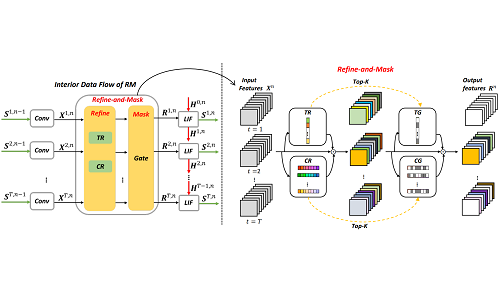 Interior Data Flow of RM
Refine-and-Mask
Refine
Mask
TR
CR
Gate
S^{1,n−1}
Conv
X^{1,n}
R^{1,n}
LIF
S^{1,n}
H^{0,n}
H^{1,n}
S^{2,n−1}
Conv
X^{2,n}
R^{2,n}
LIF
S^{2,n}
H^{2,n}
H^{T−1,n}
S^{T,n−1}
Conv
X^{T,n}
R^{T,n}
LIF
S^{T,n}
Refine-and-Mask
Input
Features X^n
t = 1
t =2
t = T
Top-K
TR
CR
TG
CG
Top-K
Output
features R^n